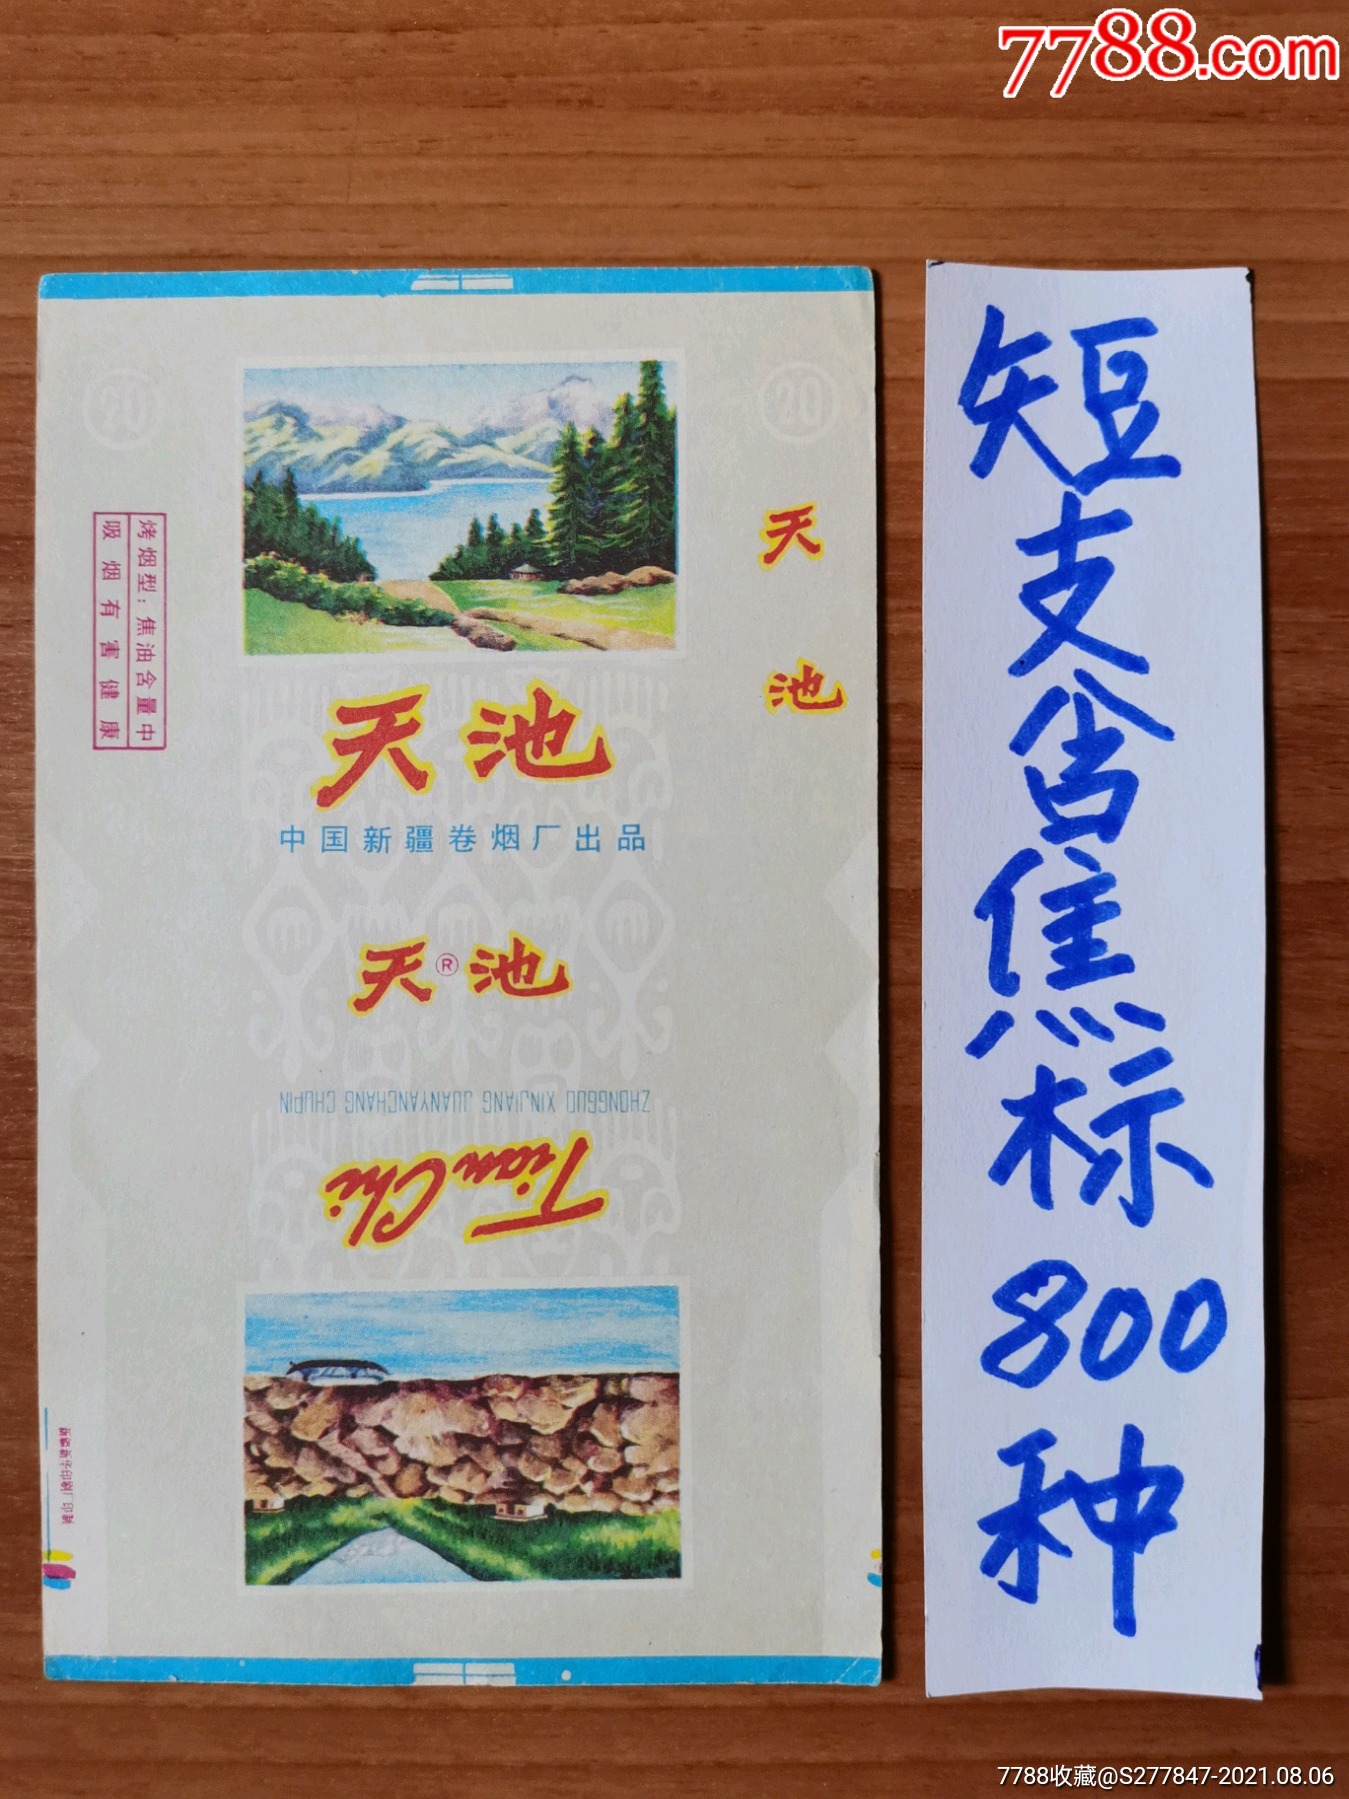 7788.com
20
20
天池
烤烟型：焦油含量中
吸烟有害健康
天池
中国新疆卷烟厂出品
天®池
ZHONGGUO XINJIANG JUANYANCHANG CHUPIN
Tian Chi
短支含焦标800种
7788收藏@S277847-2021.08.06